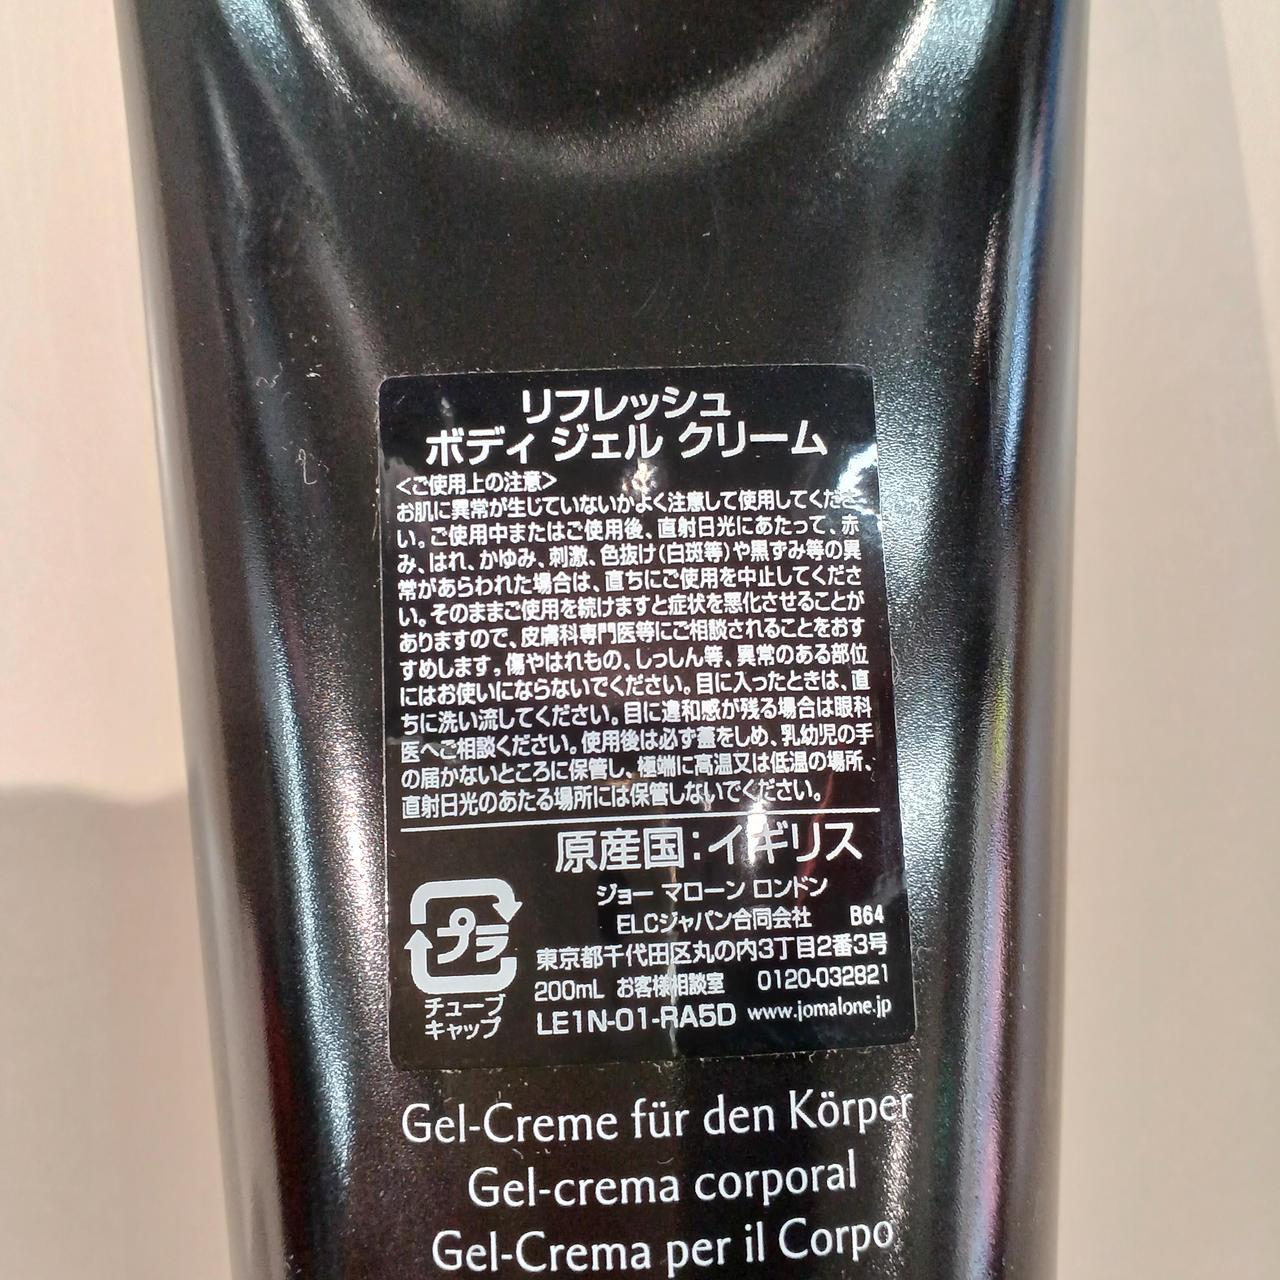 リフレッシュ
ボディ ジェル クリーム
<ご使用上の注意>
お肌に異常が生じていないかよく注意して使用してくださ
い。ご使用中またはご使用後、直射日光にあたって、赤
み、はれ、かゆみ、刺激、色抜け(白斑等)や黒ずみ等の異
常があらわれた場合は、直ちにご使用を中止してくださ
い。そのままご使用を続けますと症状を悪化させることが
ありますので、皮膚科専門医等にご相談されることをおす
すめします。傷やはれもの、しっしん等、異常のある部位
にはお使いにならないでください。目に入ったときは、直
ちに洗い流してください。目に違和感が残る場合は眼科
医へご相談ください。使用後は必ず蓋をしめ、乳幼児の手
の届かないところに保管し、極端に高温又は低温の場所、
直射日光のあたる場所には保管しないでください。
原産国:イギリス
ジョー マローン ロンドン
ELCジャパン合同会社 B64
東京都千代田区丸の内3丁目2番3号
200mL お客様相談室 0120-032821
LE1N-01-RA5D www.jomalone.jp
プラ
チューブ
キャップ
Gel-Creme für den Körper
Gel-crema corporal
Gel-Crema per il Corpo